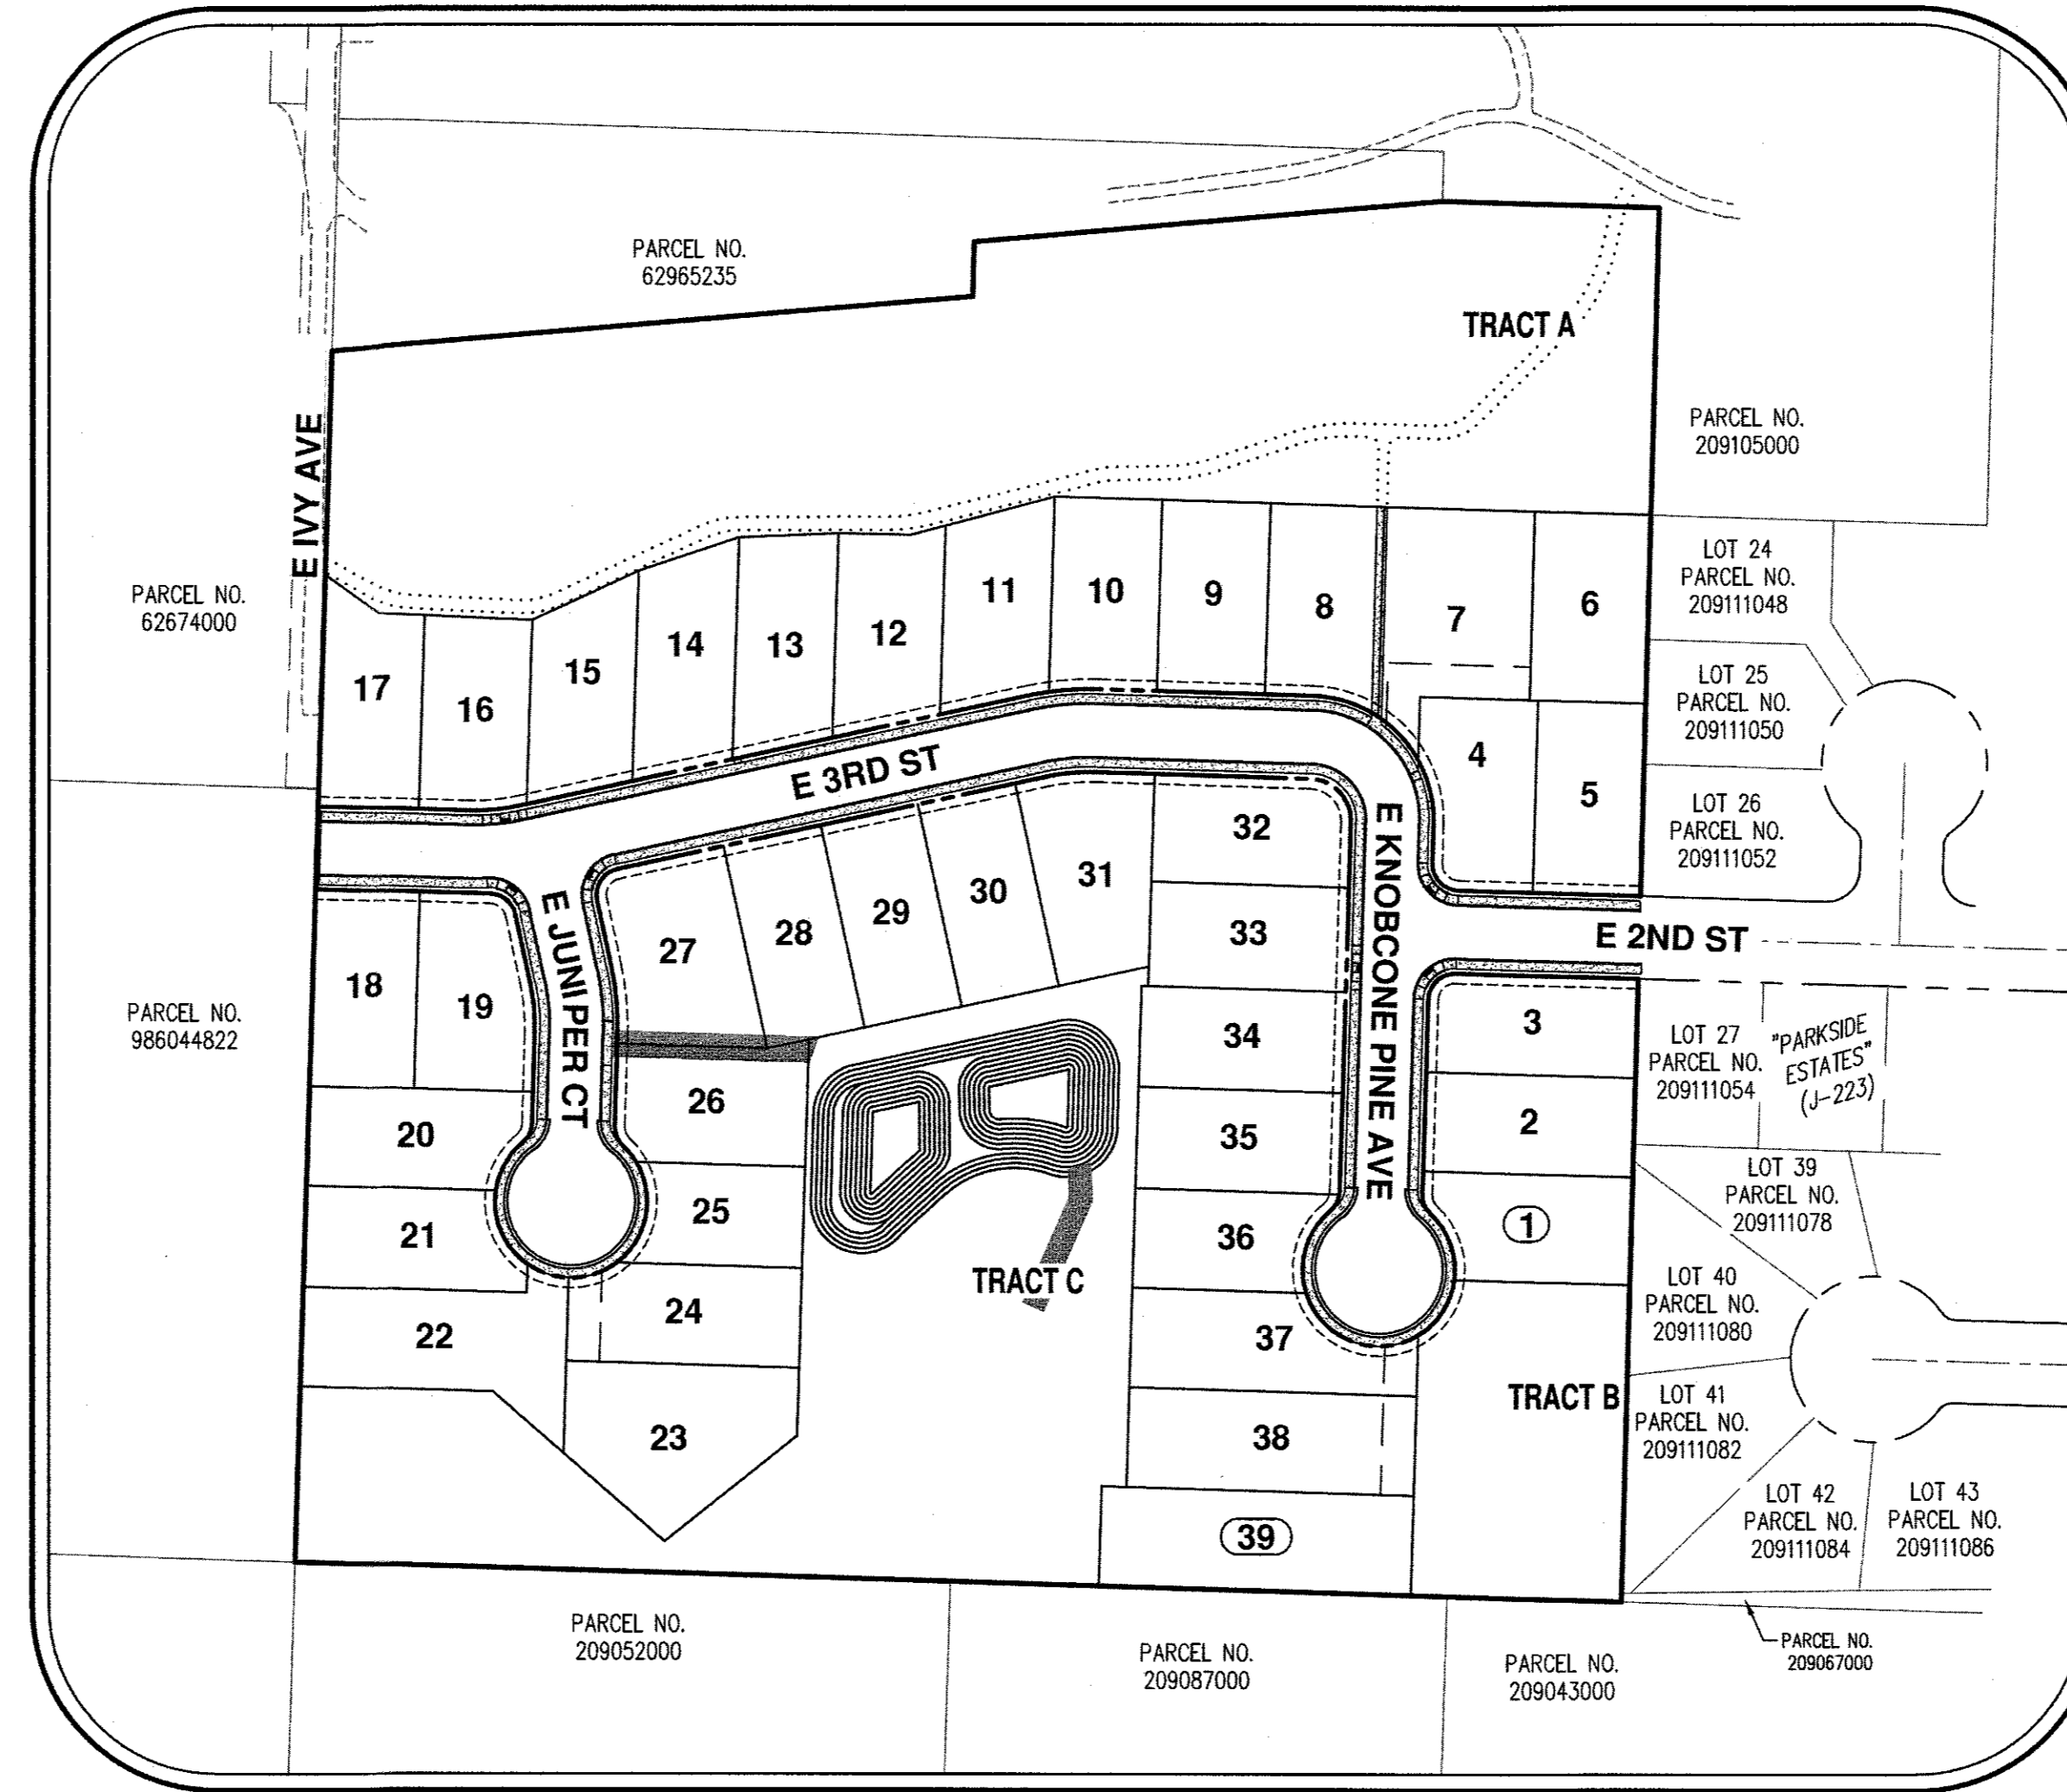 PARCEL NO.
62965235
TRACT A
E IVY AVE
PARCEL NO.
209105000
PARCEL NO.
62674000
LOT 24
PARCEL NO.
209111048
11
10
9
8
7
6
17
16
15
14
13
12
LOT 25
PARCEL NO.
209111050
4
5
LOT 26
PARCEL NO.
209111052
E 3RD ST
32
E KNOBCONE PINE AVE
31
30
29
28
27
33
E 2ND ST
E JUNIPER CT
18
19
PARCEL NO.
986044822
34
3
LOT 27
PARCEL NO.
209111054
"PARKSIDE
ESTATES"
(J-223)
26
20
35
2
LOT 39
PARCEL NO.
209111078
25
21
36
1
TRACT C
LOT 40
PARCEL NO.
209111080
24
22
37
TRACT B
LOT 41
PARCEL NO.
209111082
23
38
LOT 42
PARCEL NO.
209111084
LOT 43
PARCEL NO.
209111086
39
PARCEL NO.
209052000
PARCEL NO.
209087000
PARCEL NO.
209043000
PARCEL NO.
209067000